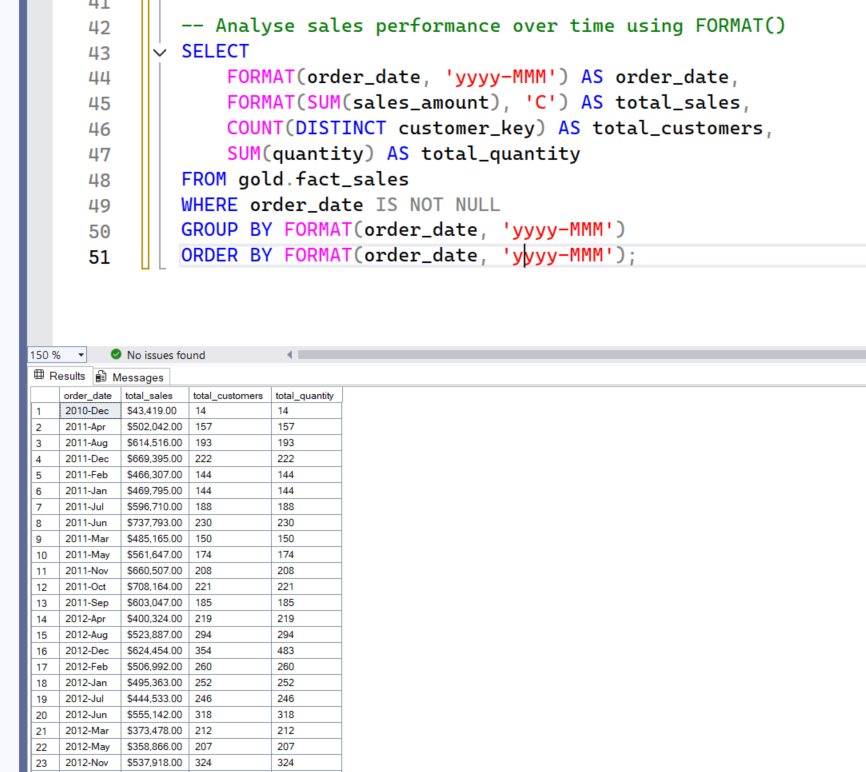 41
42 -- Analyse sales performance over time using FORMAT()
43 SELECT
44 FORMAT(order_date, 'yyyy-MMM') AS order_date,
45 FORMAT(SUM(sales_amount), 'C') AS total_sales,
46 COUNT(DISTINCT customer_key) AS total_customers,
47 SUM(quantity) AS total_quantity
48 FROM gold.fact_sales
49 WHERE order_date IS NOT NULL
50 GROUP BY FORMAT(order_date, 'yyyy-MMM')
51 ORDER BY FORMAT(order_date, 'yyyy-MMM');
150 % No issues found
Results Messages
order_date total_sales total_customers total_quantity
1 2010-Dec $43,419.00 14 14
2 2011-Apr $502,042.00 157 157
3 2011-Aug $614,516.00 193 193
4 2011-Dec $669,395.00 222 222
5 2011-Feb $466,307.00 144 144
6 2011-Jan $469,795.00 144 144
7 2011-Jul $596,710.00 188 188
8 2011-Jun $737,793.00 230 230
9 2011-Mar $485,165.00 150 150
10 2011-May $561,647.00 174 174
11 2011-Nov $660,507.00 208 208
12 2011-Oct $708,164.00 221 221
13 2011-Sep $603,047.00 185 185
14 2012-Apr $400,324.00 219 219
15 2012-Aug $523,887.00 294 294
16 2012-Dec $624,454.00 354 483
17 2012-Feb $506,992.00 260 260
18 2012-Jan $495,363.00 252 252
19 2012-Jul $444,533.00 246 246
20 2012-Jun $555,142.00 318 318
21 2012-Mar $373,478.00 212 212
22 2012-May $358,866.00 207 207
23 2012-Nov $537,918.00 324 324